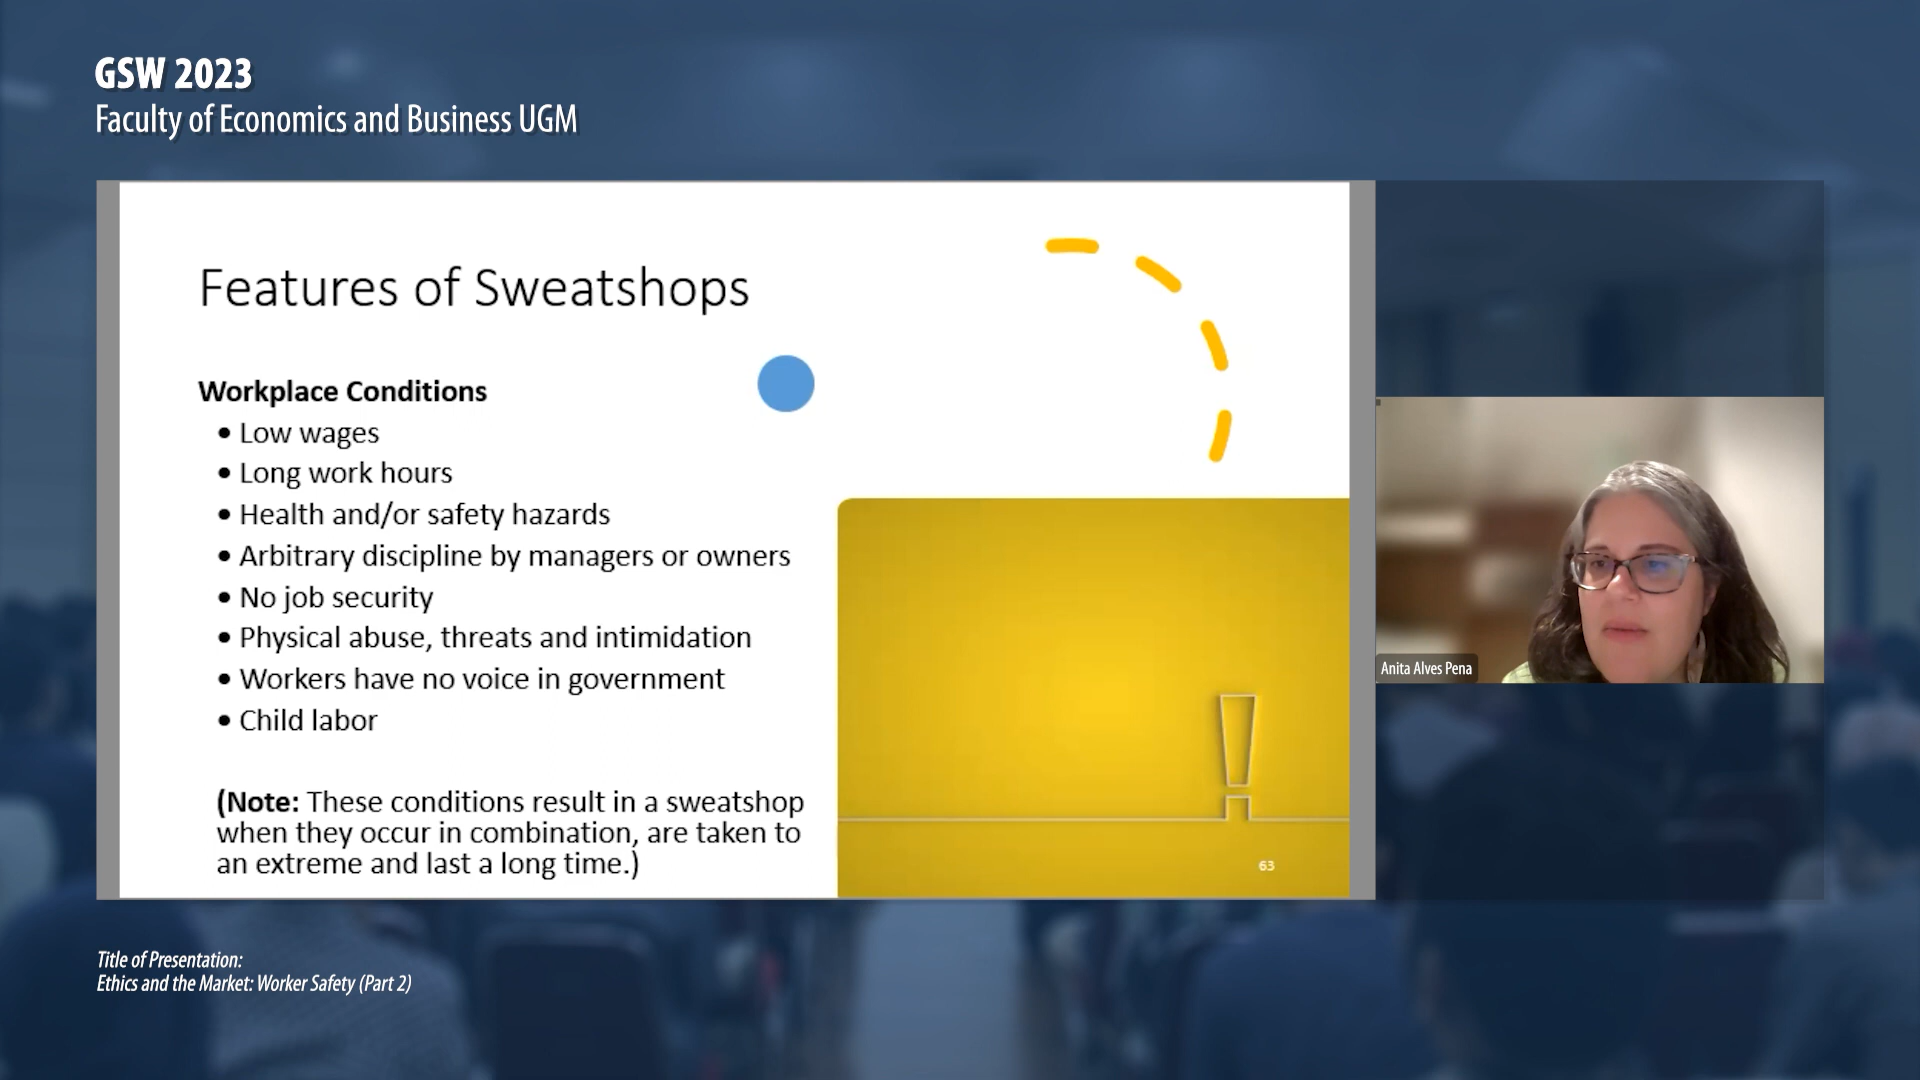 GSW 2023
Faculty of Economics and Business UGM
Features of Sweatshops
Workplace Conditions
• Low wages
• Long work hours
• Health and/or safety hazards
• Arbitrary discipline by managers or owners
• No job security
• Physical abuse, threats and intimidation
• Workers have no voice in government
• Child labor
(Note: These conditions result in a sweatshop
when they occur in combination, are taken to
an extreme and last a long time.)
!
63
Anita Alves Pena
Title of Presentation:
Ethics and the Market: Worker Safety (Part 2)